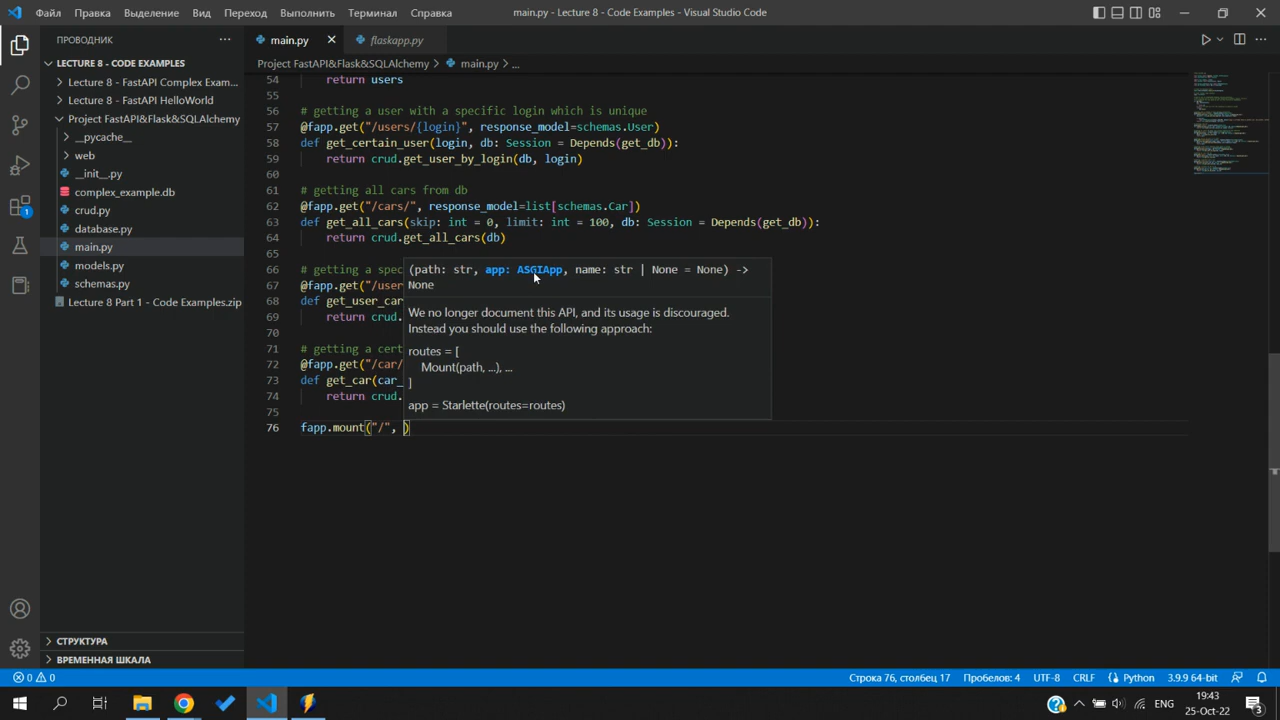 Файл Правка Выделение Вид Переход Выполнить Терминал Справка main.py - Lecture 8 - Code Examples - Visual Studio Code
ПРОВОДНИК
main.py
flaskapp.py
LECTURE 8 - CODE EXAMPLES
Project FastAPI&Flask&SQLAlchemy > main.py > ...
Lecture 8 - FastAPI Complex Exam...
Lecture 8 - FastAPI HelloWorld
Project FastAPI&Flask&SQLAlchemy
__pycache__
web
__init__.py
complex_example.db
crud.py
database.py
main.py
models.py
schemas.py
Lecture 8 Part 1 - Code Examples.zip
54 return users
55
56 # getting a user with a specific login which is unique
57 @fapp.get("/users/{login}", response_model=schemas.User)
58 def get_certain_user(login, db: Session = Depends(get_db)):
59 return crud.get_user_by_login(db, login)
60
61 # getting all cars from db
62 @fapp.get("/cars/", response_model=list[schemas.Car])
63 def get_all_cars(skip: int = 0, limit: int = 100, db: Session = Depends(get_db)):
64 return crud.get_all_cars(db)
65
66 # getting a spec
67 @fapp.get("/user
68 def get_user_car
69 return crud.
70
71 # getting a cert
72 @fapp.get("/car/
73 def get_car(car_
74 return crud.
75
76 fapp.mount("/", )
(path: str, app: ASGIApp, name: str | None = None) ->
None
We no longer document this API, and its usage is discouraged.
Instead you should use the following approach:
routes = [
Mount(path, ...), ...
]
app = Starlette(routes=routes)
СТРУКТУРА
ВРЕМЕННАЯ ШКАЛА
1
0 0
Строка 76, столбец 17 Пробелов: 4 UTF-8 CRLF Python 3.9.9 64-bit
ENG
19:43
25-Oct-22
3